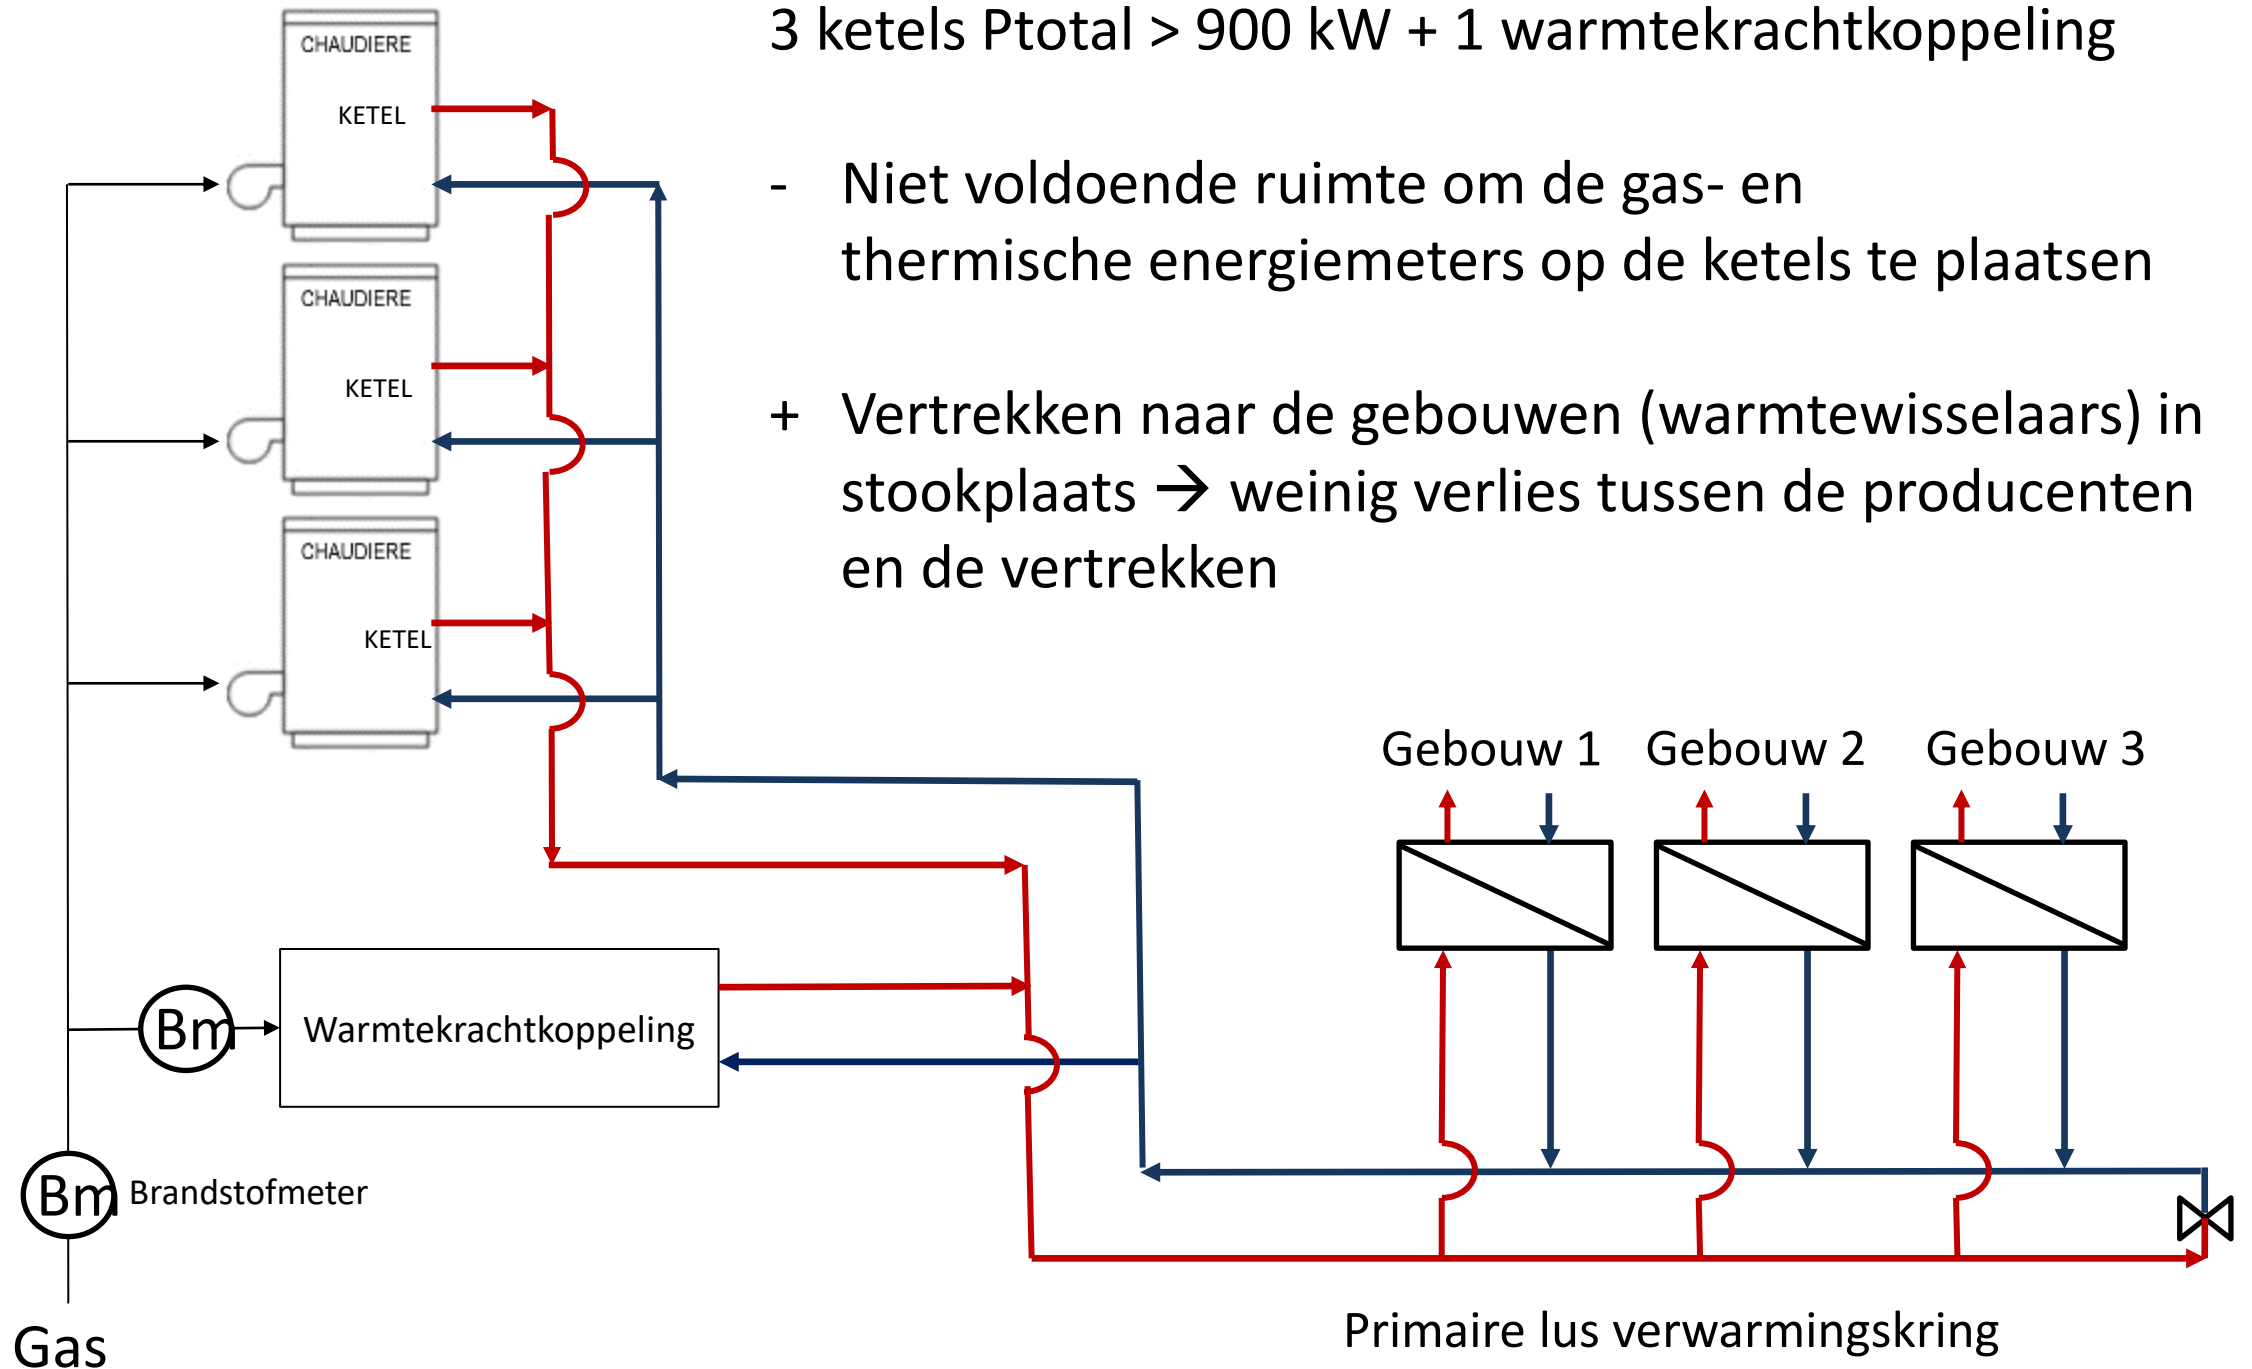 3 ketels Ptotal > 900 kW + 1 warmtekrachtkoppeling
- Niet voldoende ruimte om de gas- en
thermische energiemeters op de ketels te plaatsen
+ Vertrekken naar de gebouwen (warmtewisselaars) in
stookplaats → weinig verlies tussen de producenten
en de vertrekken
CHAUDIERE
KETEL
CHAUDIERE
KETEL
CHAUDIERE
KETEL
Gebouw 1 Gebouw 2 Gebouw 3
Bm
Warmtekrachtkoppeling
Bm Brandstofmeter
Gas
Primaire lus verwarmingskring